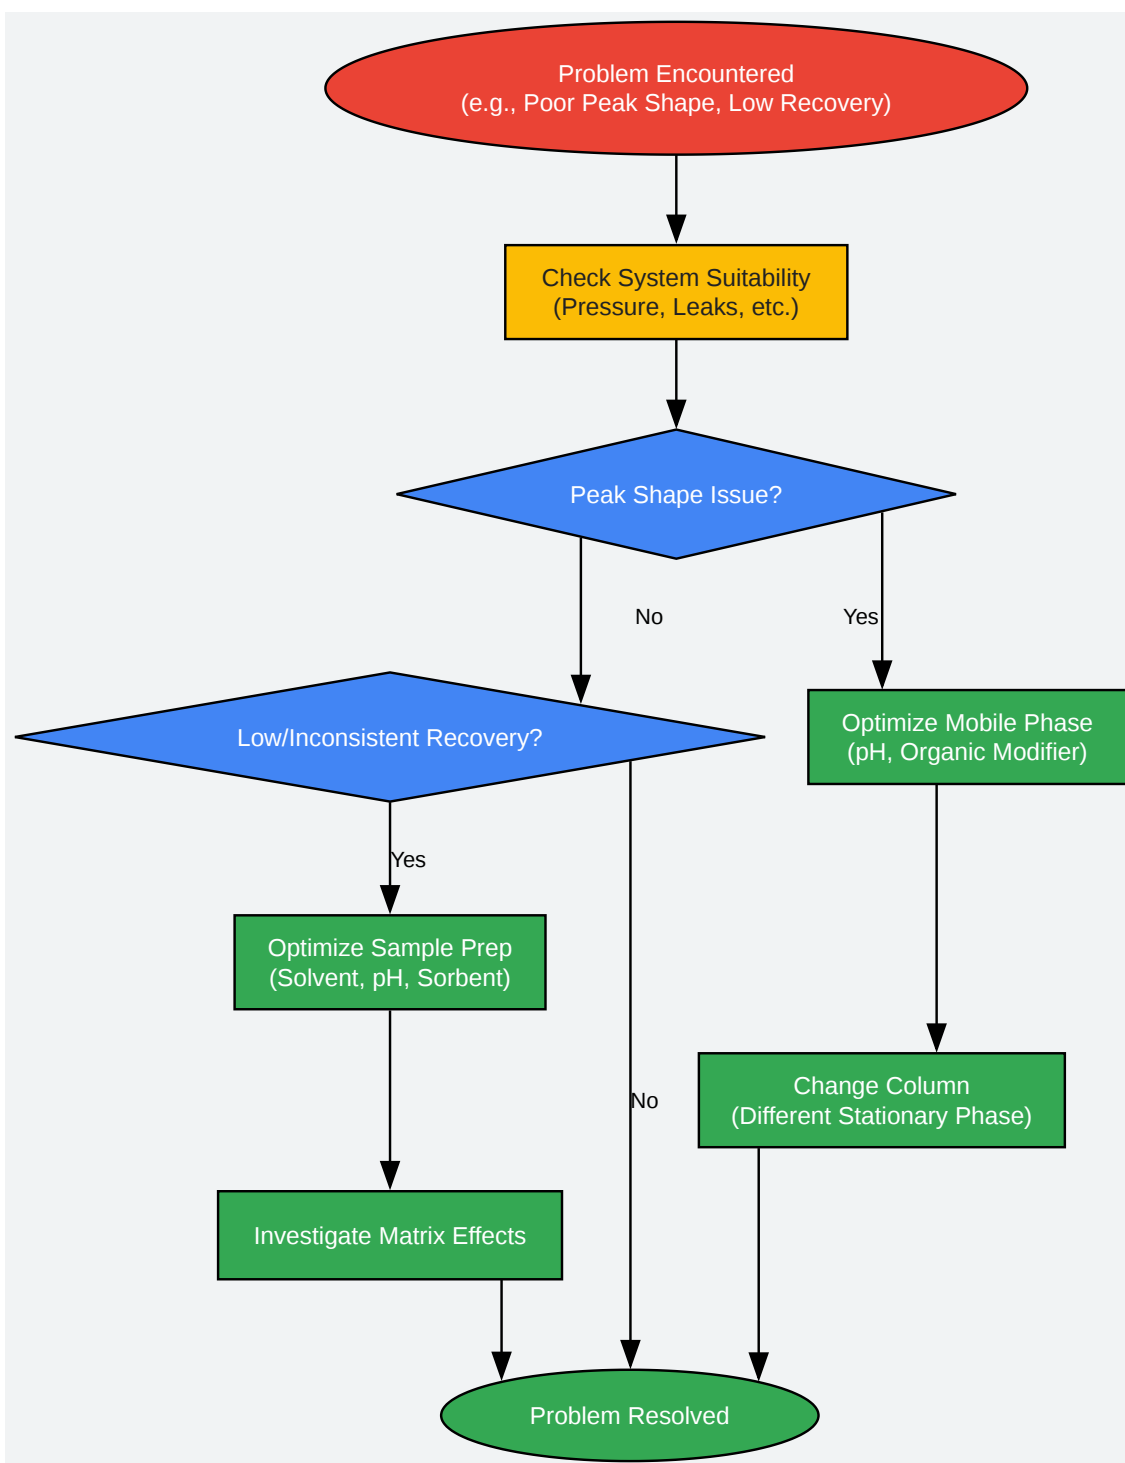 Problem Encountered
(e.g., Poor Peak Shape, Low Recovery)
Check System Suitability
(Pressure, Leaks, etc.)
Peak Shape Issue?
No
Yes
Low/Inconsistent Recovery?
Optimize Mobile Phase
(pH, Organic Modifier)
Yes
Optimize Sample Prep
(Solvent, pH, Sorbent)
No
Change Column
(Different Stationary Phase)
Investigate Matrix Effects
Problem Resolved